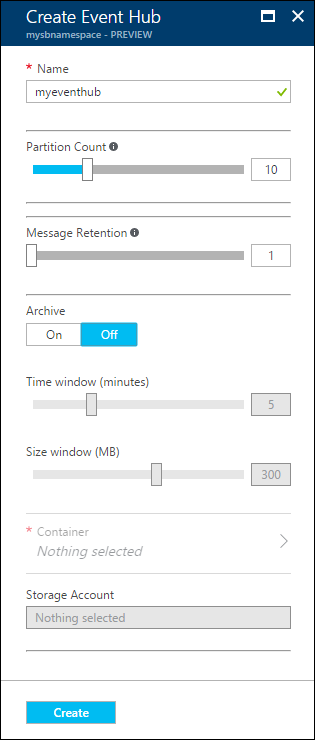 Create Event Hub
mysbnamespace - PREVIEW
* Name
myeventhub
Partition Count
10
Message Retention
1
Archive
On Off
Time window (minutes)
5
Size window (MB)
300
* Container
Nothing selected
Storage Account
Nothing selected
Create